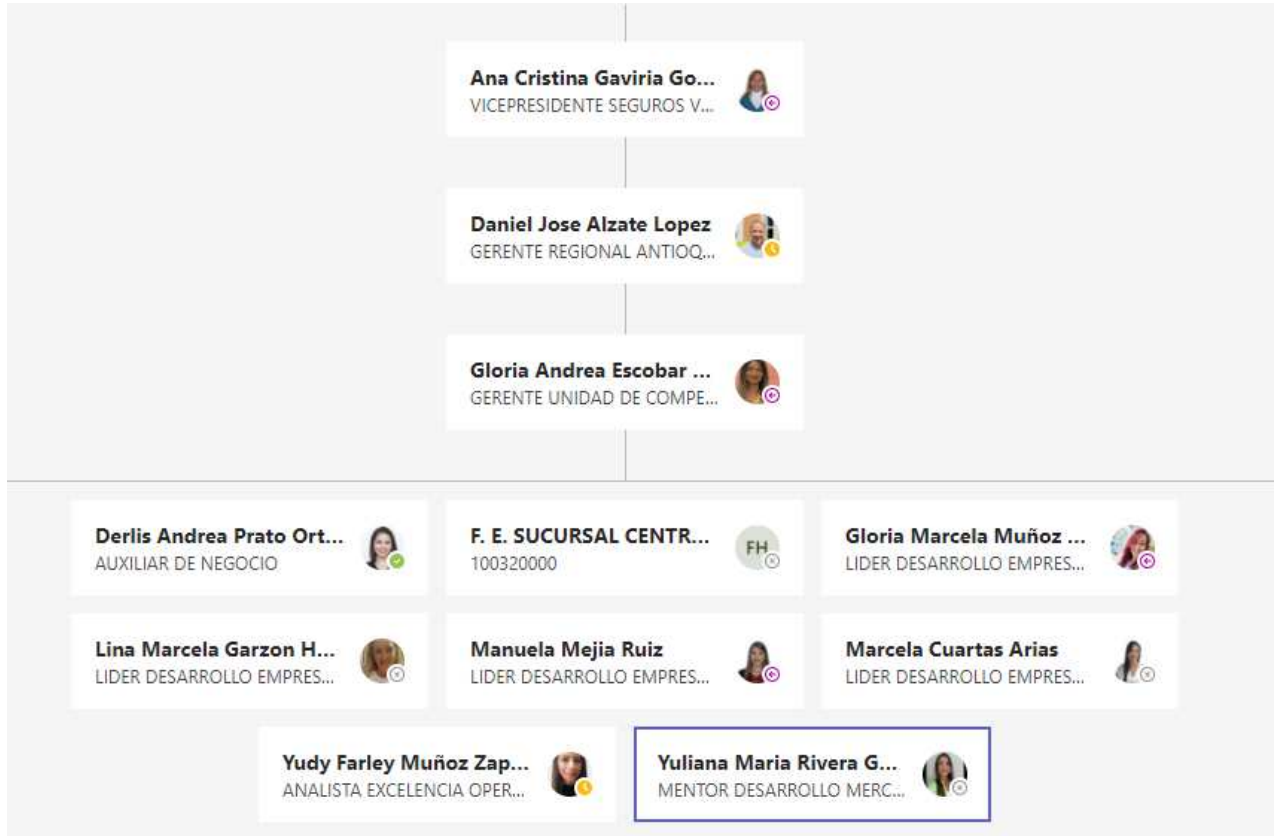 Ana Cristina Gaviria Go...
VICEPRESIDENTE SEGUROS V...
Daniel Jose Alzate Lopez
GERENTE REGIONAL ANTIOQ...
Gloria Andrea Escobar ...
GERENTE UNIDAD DE COMPE...
Derlis Andrea Prato Ort...
AUXILIAR DE NEGOCIO
F. E. SUCURSAL CENTR...
100320000
FH
Gloria Marcela Muñoz ...
LIDER DESARROLLO EMPRES...
Lina Marcela Garzon H...
LIDER DESARROLLO EMPRES...
Manuela Mejia Ruiz
LIDER DESARROLLO EMPRES...
Marcela Cuartas Arias
LIDER DESARROLLO EMPRES...
Yudy Farley Muñoz Zap...
ANALISTA EXCELENCIA OPER...
Yuliana Maria Rivera G...
MENTOR DESARROLLO MERC...